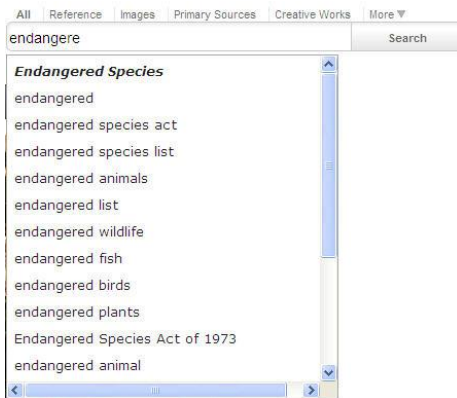 All Reference Images Primary Sources Creative Works More ▼
endangere Search
Endangered Species
endangered
endangered species act
endangered species list
endangered animals
endangered list
endangered wildlife
endangered fish
endangered birds
endangered plants
Endangered Species Act of 1973
endangered animal